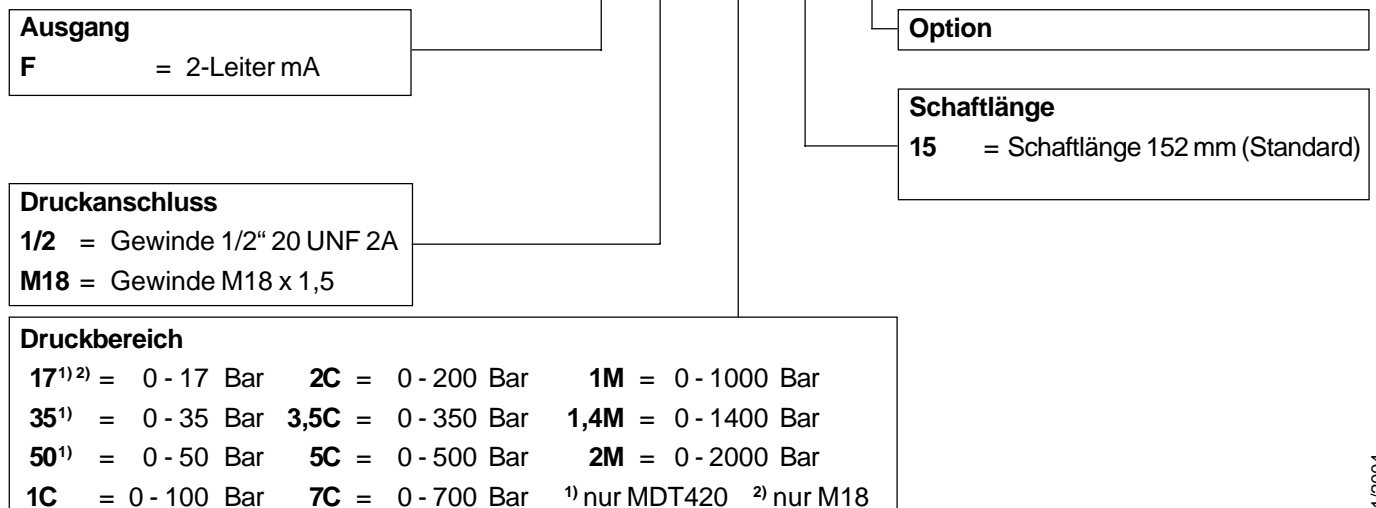 Ausgang
F = 2-Leiter mA
Option
Schaftlänge
15 = Schaftlänge 152 mm (Standard)
Druckanschluss
1/2 = Gewinde 1/2“ 20 UNF 2A
M18 = Gewinde M18 x 1,5
Druckbereich
17 1) 2) = 0 - 17 Bar 2C = 0 - 200 Bar 1M = 0 - 1000 Bar
35 1) = 0 - 35 Bar 3,5C = 0 - 350 Bar 1,4M = 0 - 1400 Bar
50 1) = 0 - 50 Bar 5C = 0 - 500 Bar 2M = 0 - 2000 Bar
1C = 0 - 100 Bar 7C = 0 - 700 Bar 1) nur MDT420 2) nur M18